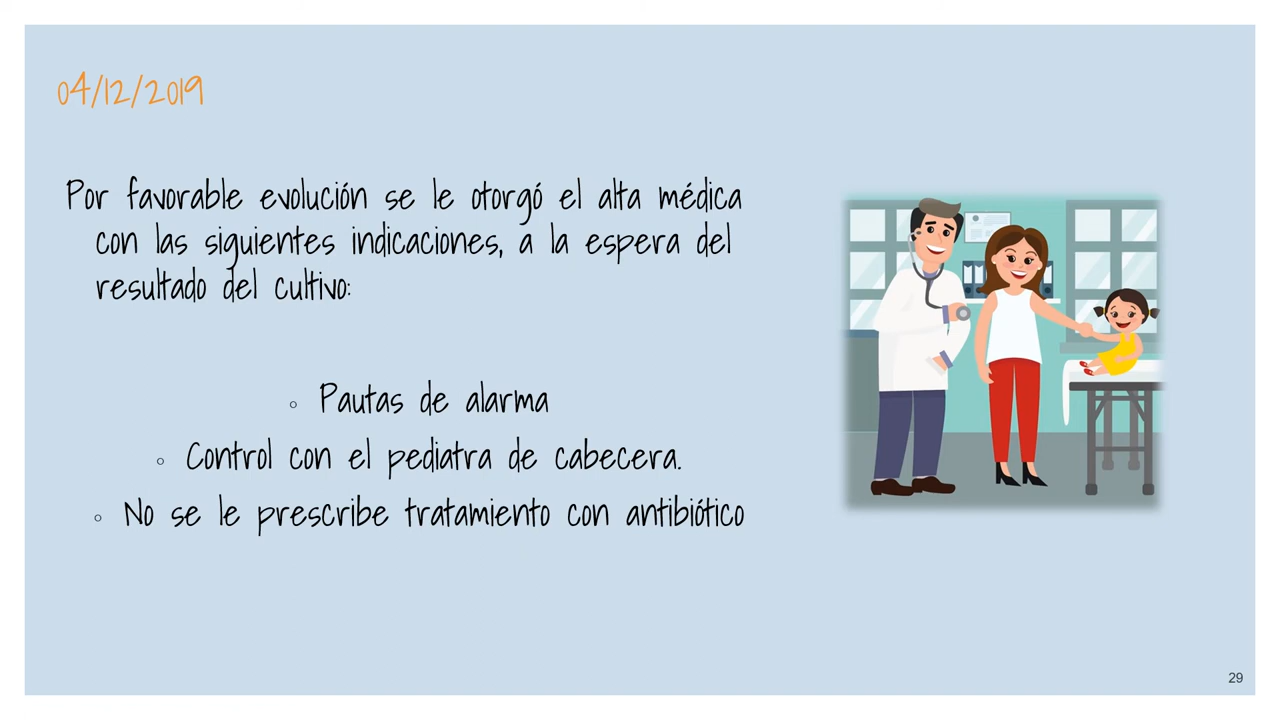 04/12/2019
Por favorable evolución se le otorgó el alta médica
con las siguientes indicaciones, a la espera del
resultado del cultivo:
◦ Pautas de alarma
◦ Control con el pediatra de cabecera.
◦ No se le prescribe tratamiento con antibiótico
29